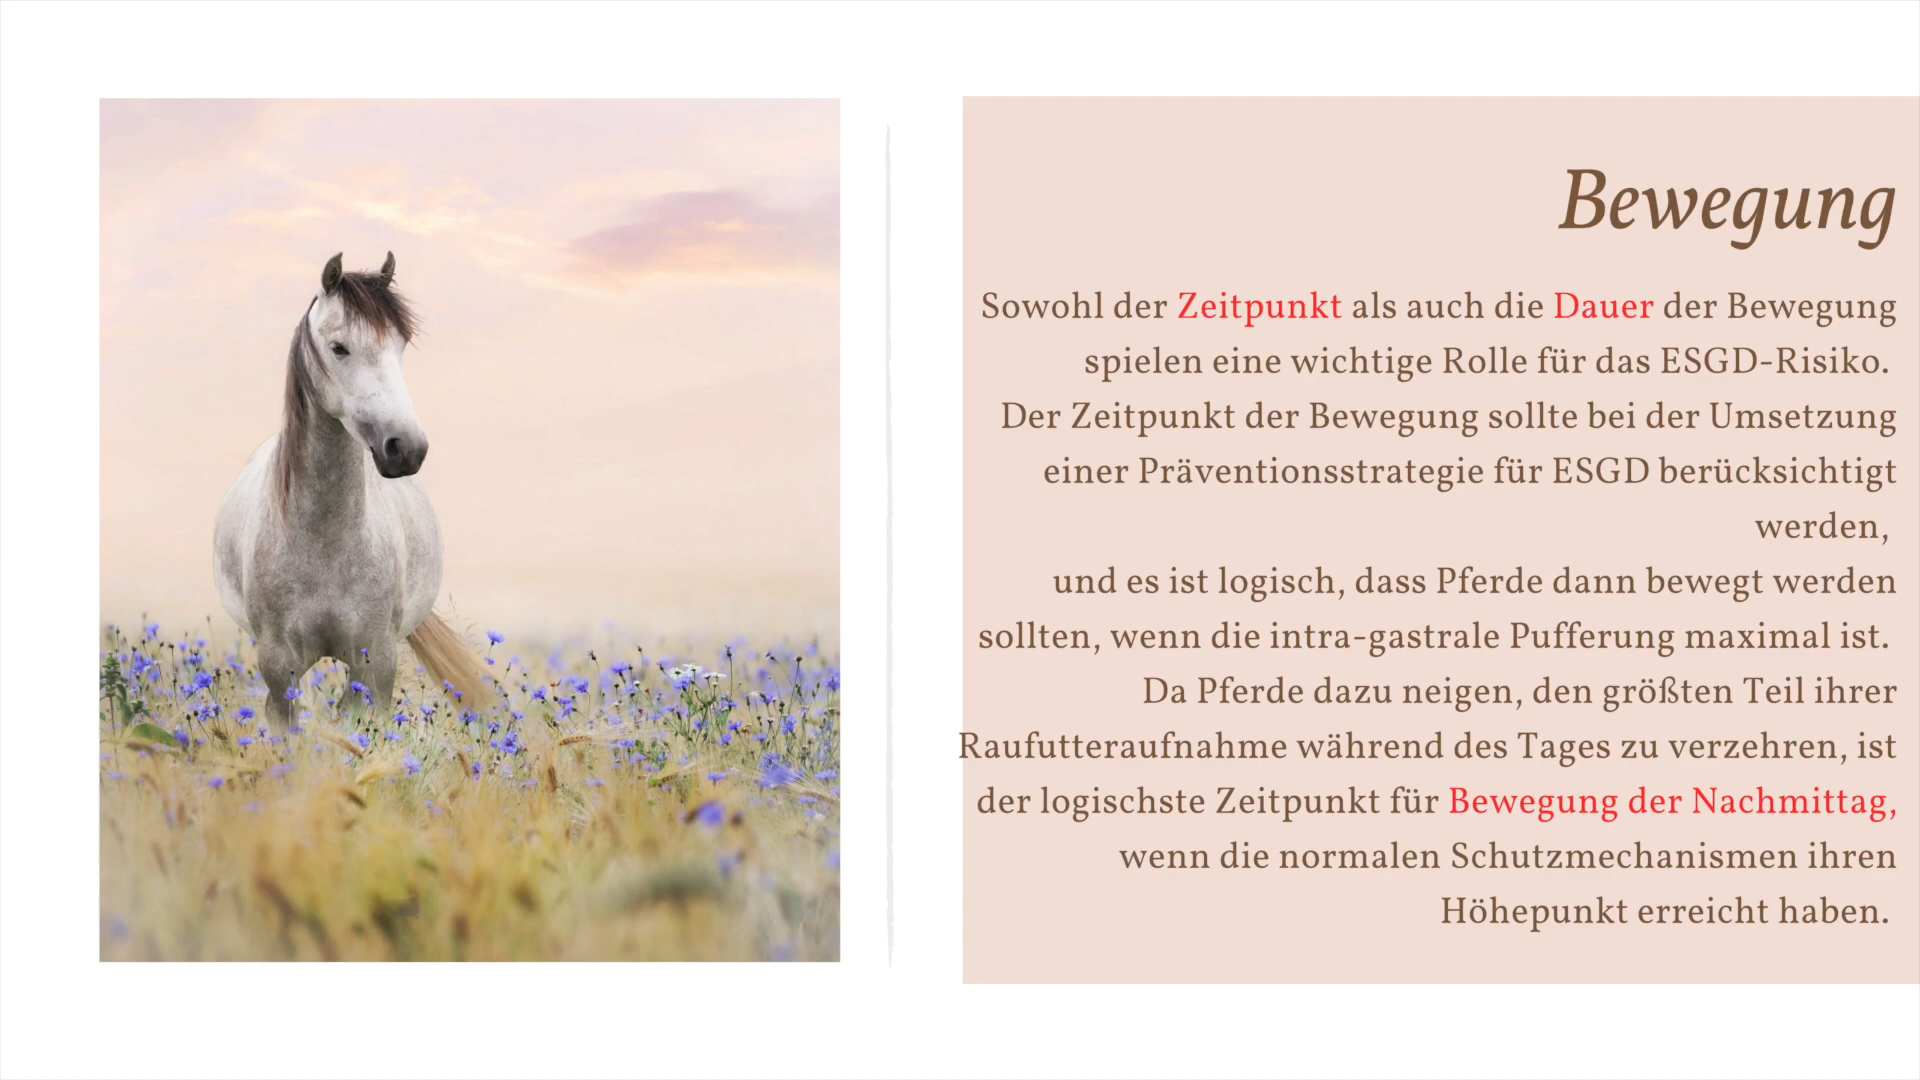 Bewegung
Sowohl der Zeitpunkt als auch die Dauer der Bewegung
spielen eine wichtige Rolle für das ESGD-Risiko.
Der Zeitpunkt der Bewegung sollte bei der Umsetzung
einer Präventionsstrategie für ESGD berücksichtigt
werden,
und es ist logisch, dass Pferde dann bewegt werden
sollten, wenn die intra-gastrale Pufferung maximal ist.
Da Pferde dazu neigen, den größten Teil ihrer
Raufutteraufnahme während des Tages zu verzehren, ist
der logischste Zeitpunkt für Bewegung der Nachmittag,
wenn die normalen Schutzmechanismen ihren
Höhepunkt erreicht haben.